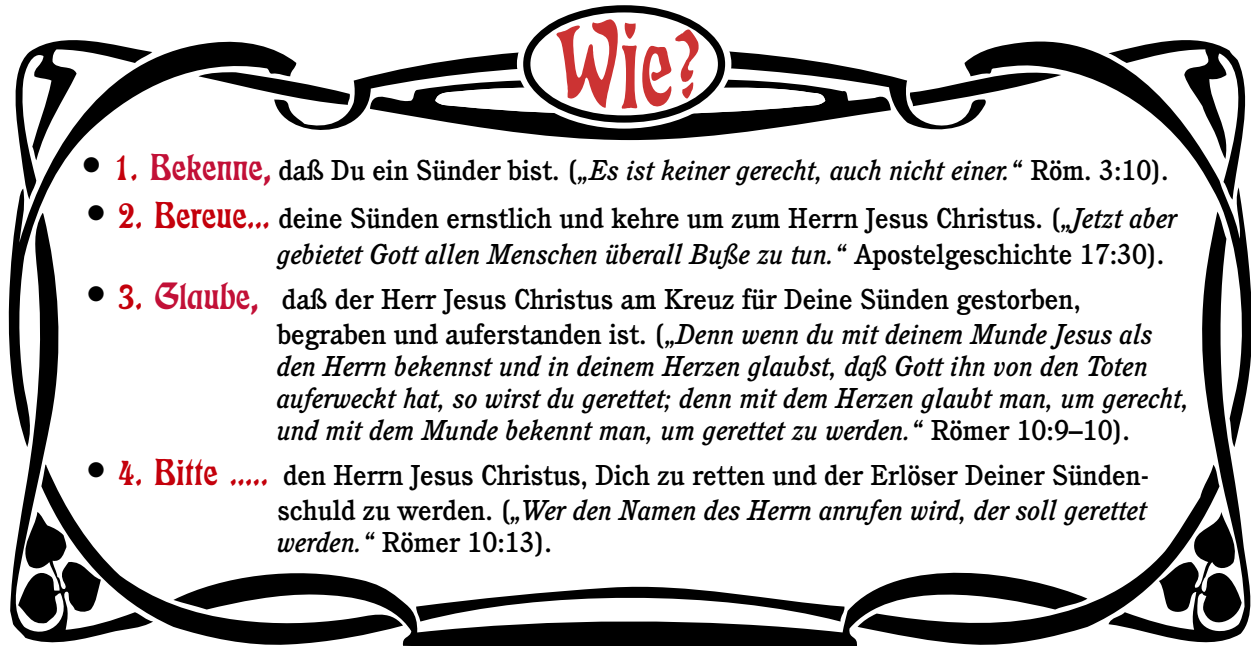 Wie?
• 1. Bekenne, daß Du ein Sünder bist. („Es ist keiner gerecht, auch nicht einer.“ Röm. 3:10).
• 2. Bereue... deine Sünden ernstlich und kehre um zum Herrn Jesus Christus. („Jetzt aber
gebietet Gott allen Menschen überall Buße zu tun.“ Apostelgeschichte 17:30).
• 3. Glaube, daß der Herr Jesus Christus am Kreuz für Deine Sünden gestorben,
begraben und auferstanden ist. („Denn wenn du mit deinem Munde Jesus als
den Herrn bekennst und in deinem Herzen glaubst, daß Gott ihn von den Toten
auferweckt hat, so wirst du gerettet; denn mit dem Herzen glaubt man, um gerecht,
und mit dem Munde bekennt man, um gerettet zu werden.“ Römer 10:9–10).
• 4. Bitte ..... den Herrn Jesus Christus, Dich zu retten und der Erlöser Deiner Sünden-
schuld zu werden. („Wer den Namen des Herrn anrufen wird, der soll gerettet
werden.“ Römer 10:13).